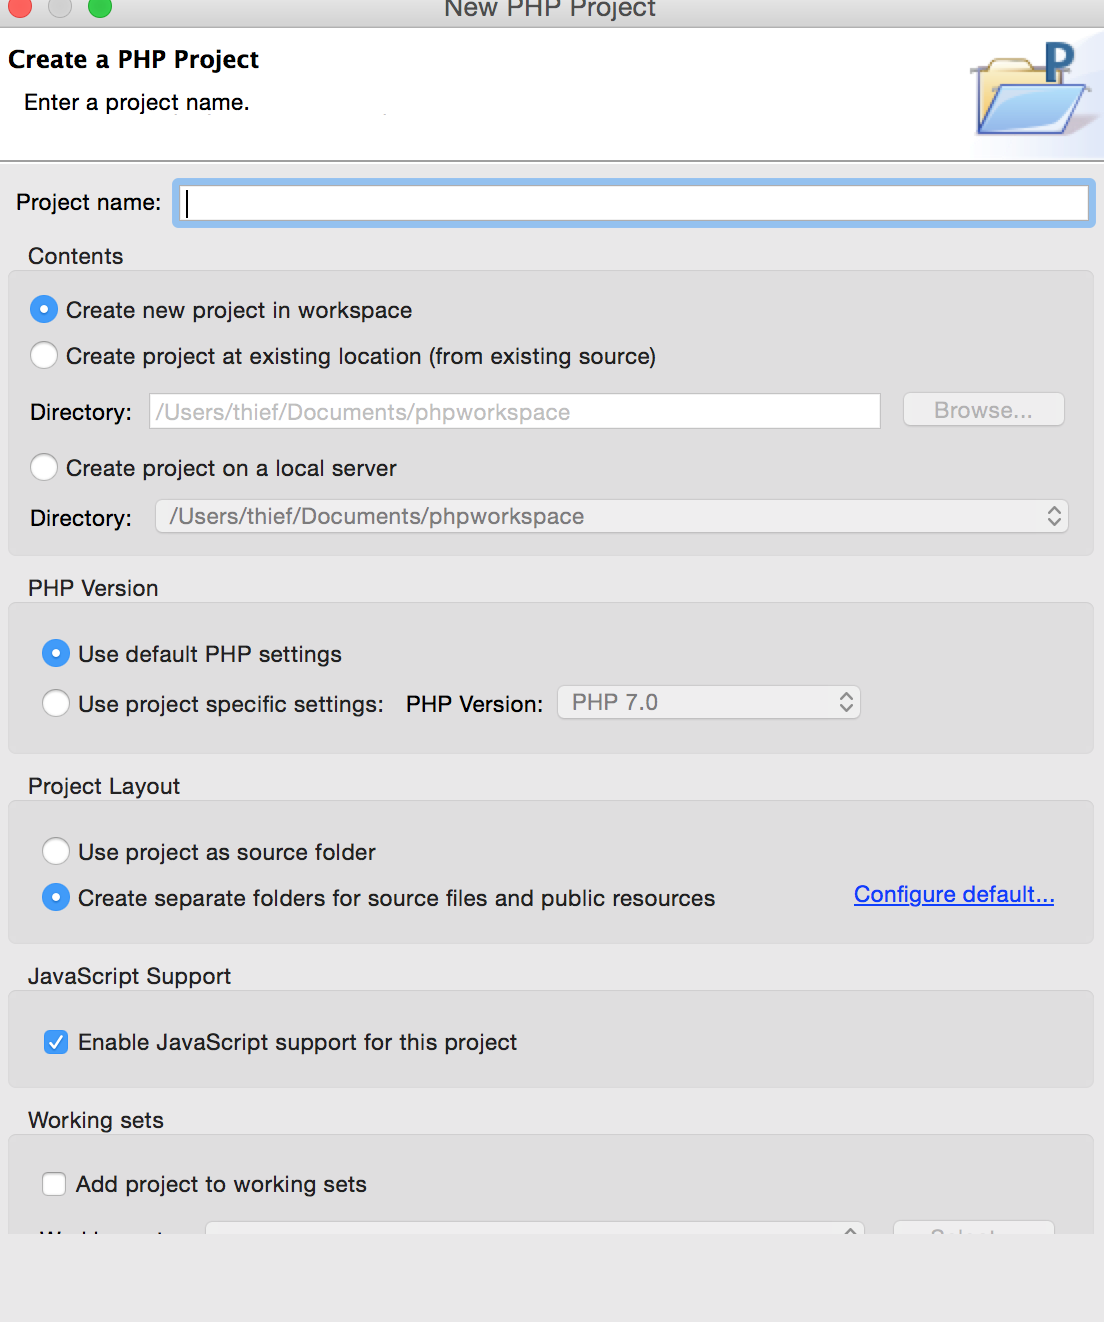 New PHP Project
Create a PHP Project
P
Enter a project name.
Project name:
Contents
Create new project in workspace
Create project at existing location (from existing source)
Directory: /Users/thief/Documents/phpworkspace Browse...
Create project on a local server
Directory: /Users/thief/Documents/phpworkspace
PHP Version
Use default PHP settings
Use project specific settings: PHP Version: PHP 7.0
Project Layout
Use project as source folder
Create separate folders for source files and public resources Configure default...
JavaScript Support
Enable JavaScript support for this project
Working sets
Add project to working sets